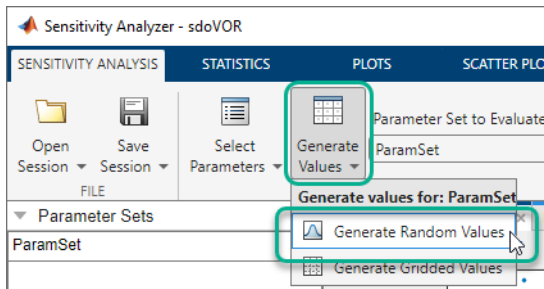 Sensitivity Analyzer - sdoVOR
SENSITIVITY ANALYSIS STATISTICS PLOTS SCATTER PLO
Open Session Save Session Select Parameters Generate Values
Parameter Set to Evaluate
ParamSet
FILE
Generate values for: ParamSet
Parameter Sets
Generate Random Values
ParamSet
Generate Gridded Values